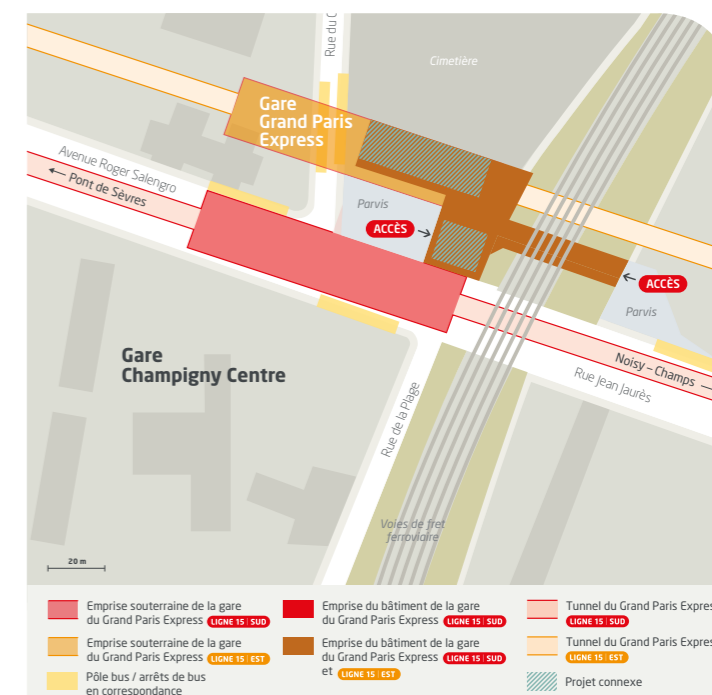 Rue du C
Cimetière
Gare
Grand Paris
Express
Avenue Roger Salengro
← Pont de Sèvres
Parvis
ACCÈS
ACCÈS
Parvis
Gare
Champigny Centre
Noisy – Champs
Rue Jean Jaurès
Rue de la Plage
Voies de fret
ferroviaire
20 m
Emprise souterraine de la gare
du Grand Paris Express LIGNE 15 | SUD
Emprise du bâtiment de la gare
du Grand Paris Express LIGNE 15 | SUD
Tunnel du Grand Paris Expres
LIGNE 15 | SUD
Emprise souterraine de la gare
du Grand Paris Express LIGNE 15 | EST
Emprise du bâtiment de la gare
du Grand Paris Express LIGNE 15 | SUD
et LIGNE 15 | EST
Tunnel du Grand Paris Expres
LIGNE 15 | EST
Pôle bus / arrêts de bus
en correspondance
Projet connexe